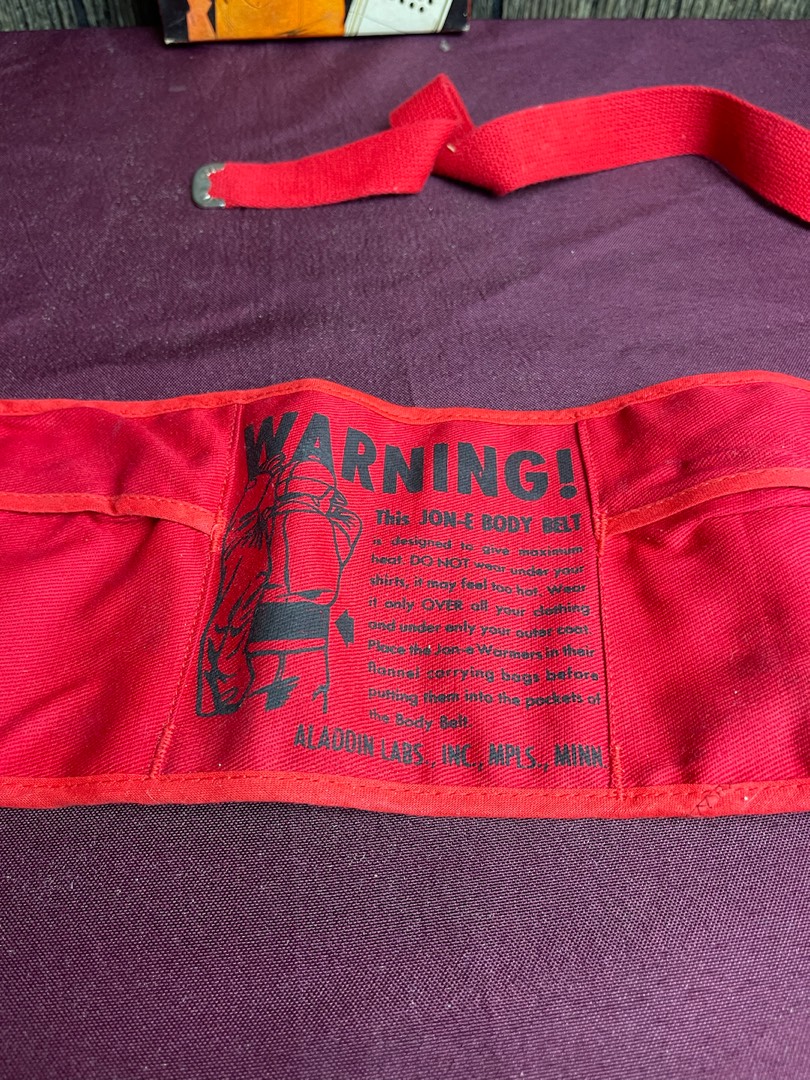 WARNING!
This JON-E BODY BELT
is designed to give maximum
heat. DO NOT wear under your
shirts, it may feel too hot. Wear
it only OVER all your clothing
and under only your outer coat.
Place the Jon-e Warmers in their
flannel carrying bags before
putting them into the pockets of
the Body Belt.
ALADDIN LABS., INC., MPLS., MINN.